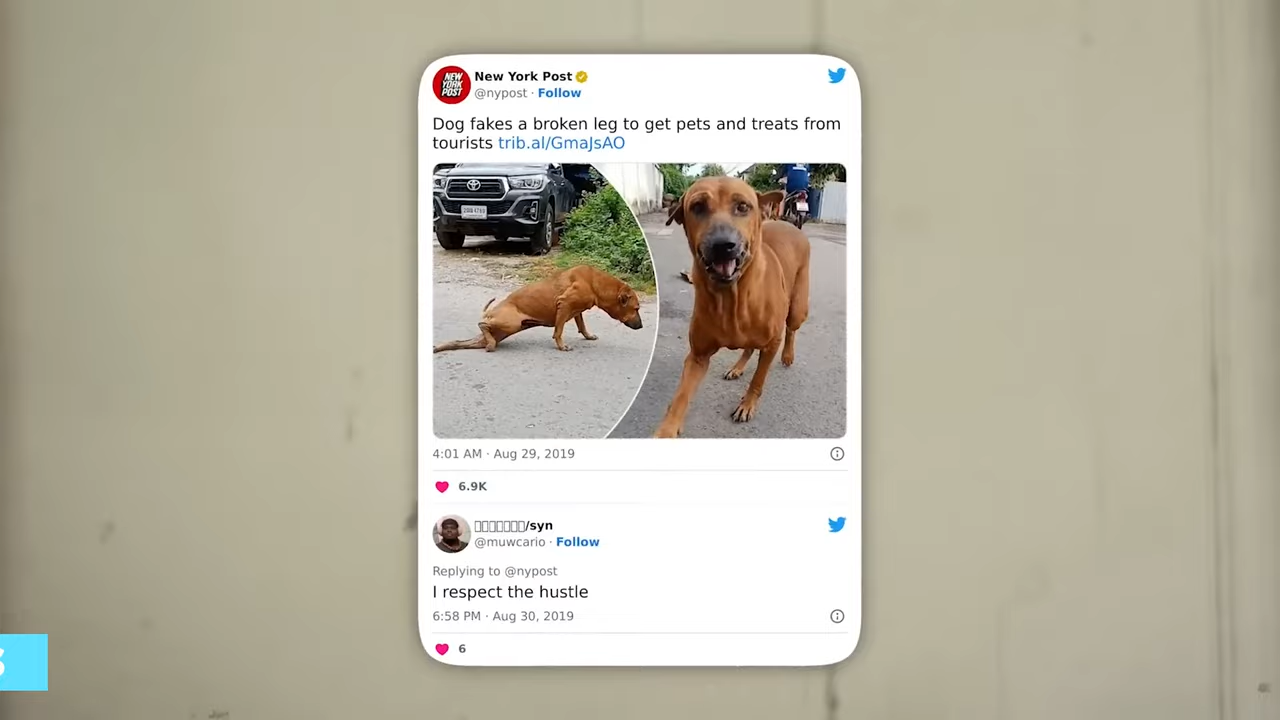 New York Post
@nypost · Follow
Dog fakes a broken leg to get pets and treats from
tourists trib.al/GmaJsAO
4:01 AM · Aug 29, 2019
6.9K
/syn
@muwcario · Follow
Replying to @nypost
I respect the hustle
6:58 PM · Aug 30, 2019
6
S